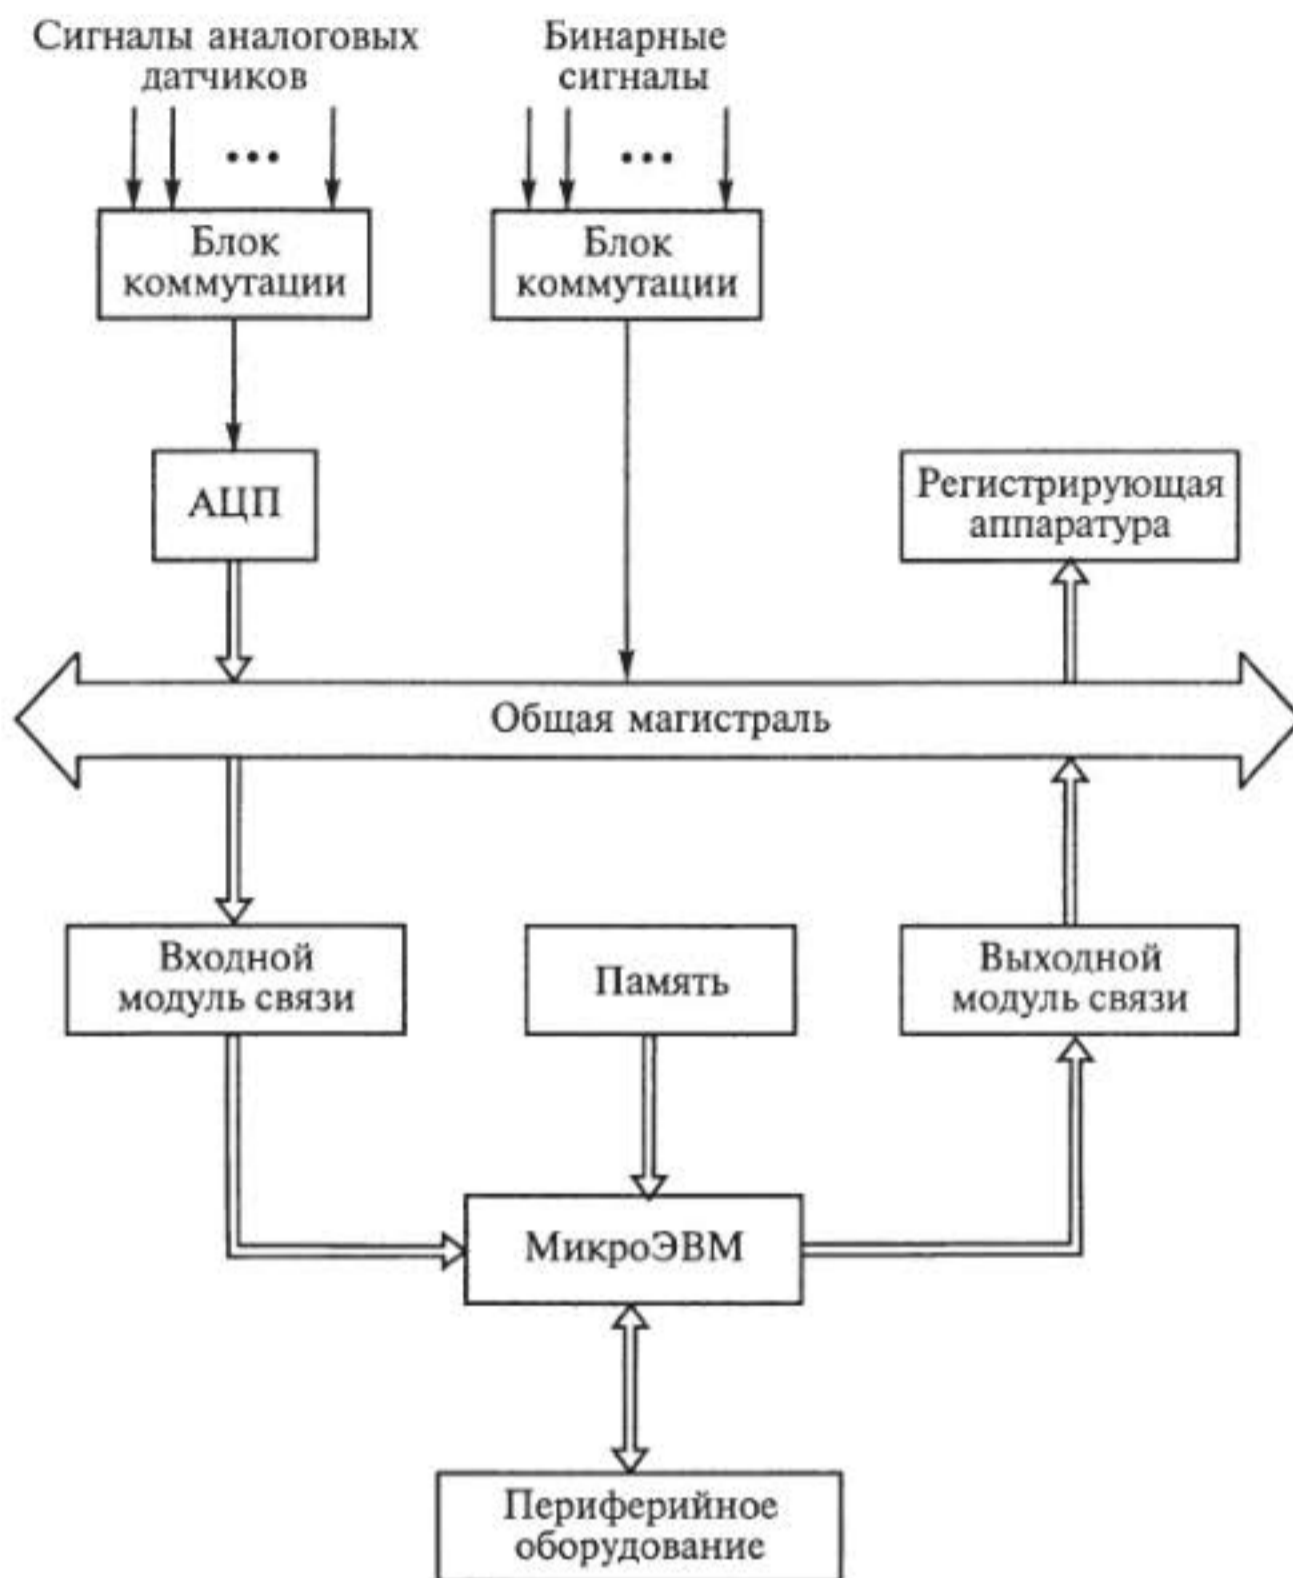 Сигналы аналоговых
датчиков
Бинарные
сигналы
Блок
коммутации
Блок
коммутации
АЦП
Регистрирующая
аппаратура
Общая магистраль
Входной
модуль связи
Память
Выходной
модуль связи
МикроЭВМ
Периферийное
оборудование